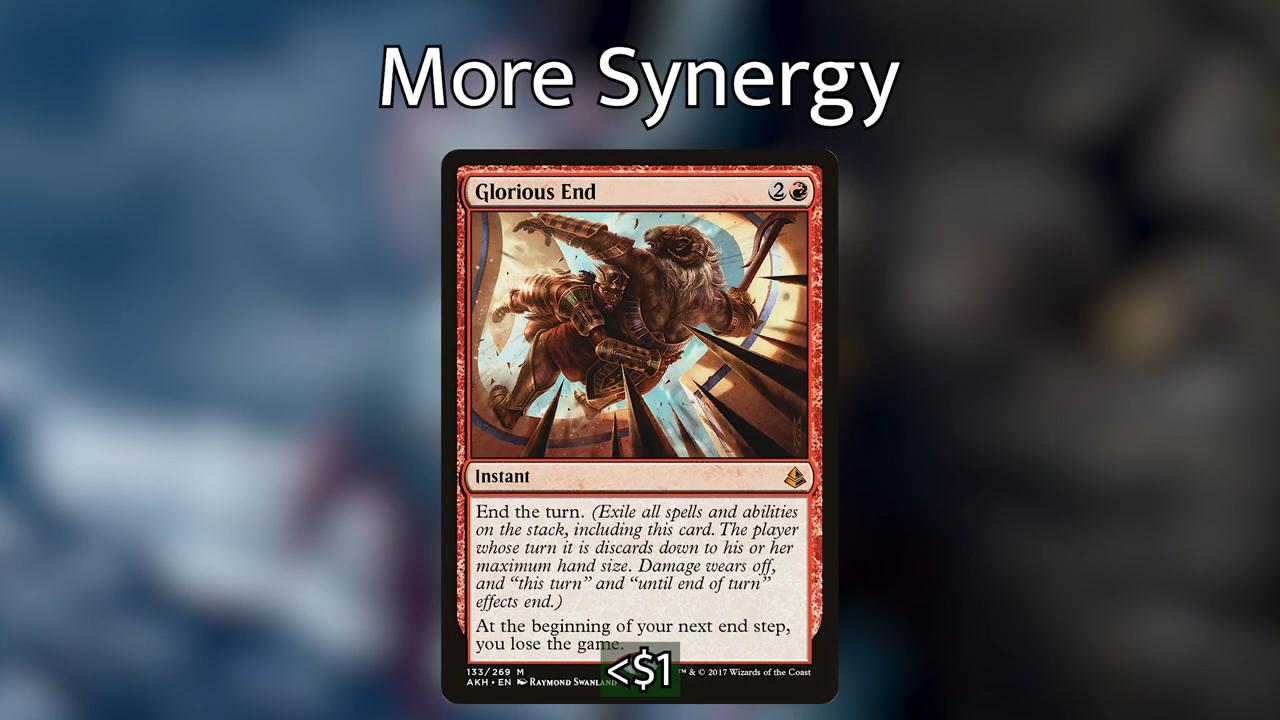 More Synergy
Glorious End 2
Instant
End the turn. (Exile all spells and abilities
on the stack, including this card. The player
whose turn it is discards down to his or her
maximum hand size. Damage wears off,
and “this turn” and “until end of turn”
effects end.)
At the beginning of your next end step,
you lose the game.
<$1
133/269 M
AKH • EN Raymond Swanland
™ & © 2017 Wizards of the Coast